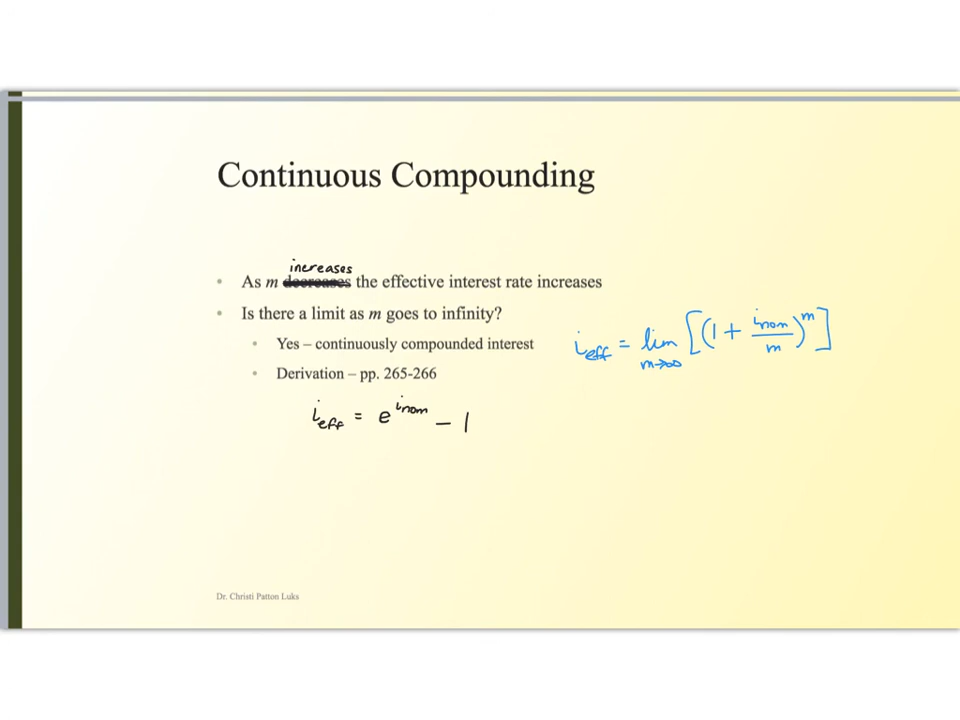 Continuous Compounding
increases
• As m decreases the effective interest rate increases
• Is there a limit as m goes to infinity?
• Yes – continuously compounded interest
• Derivation – pp. 265-266
i_eff = lim_{m→∞} [(1 + i_nom/m)^m]
i_eff = e^{i_nom} – 1
Dr. Christi Patton Luks